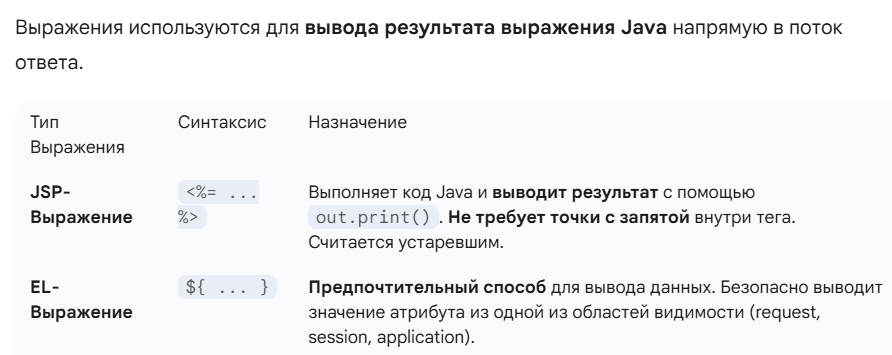 Выражения используются для вывода результата выражения Java напрямую в поток
ответа.
Тип Синтаксис Назначение
Выражения
JSP- <%= ... Выполняет код Java и выводит результат с помощью
Выражение %> out.print() . Не требует точки с запятой внутри тега.
Считается устаревшим.
EL- ${ ... } Предпочтительный способ для вывода данных. Безопасно выводит
Выражение значение атрибута из одной из областей видимости (request,
session, application).